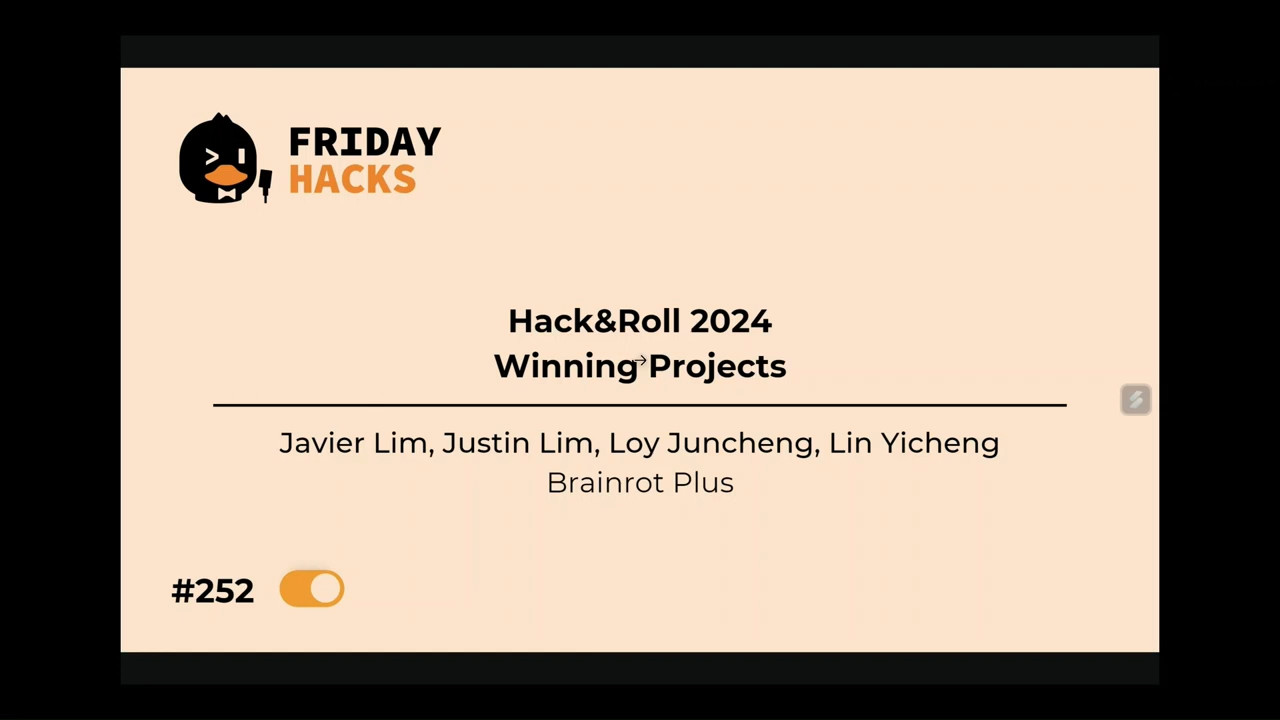 FRIDAY
HACKS
Hack&Roll 2024
Winning Projects
Javier Lim, Justin Lim, Loy Juncheng, Lin Yicheng
Brainrot Plus
#252